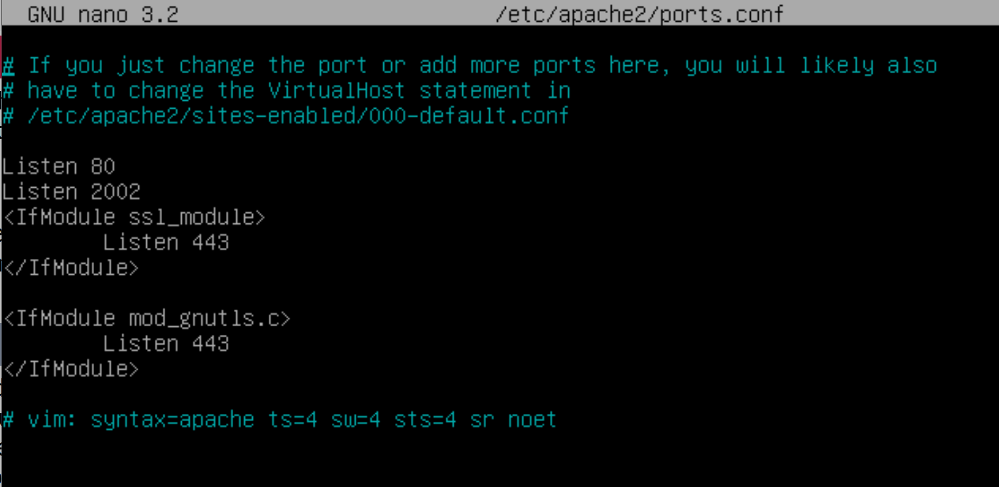 GNU nano 3.2 /etc/apache2/ports.conf
# If you just change the port or add more ports here, you will likely also
# have to change the VirtualHost statement in
# /etc/apache2/sites-enabled/000-default.conf
Listen 80
Listen 2002
<IfModule ssl_module>
Listen 443
</IfModule>
<IfModule mod_gnutls.c>
Listen 443
</IfModule>
# vim: syntax=apache ts=4 sw=4 sts=4 sr noet